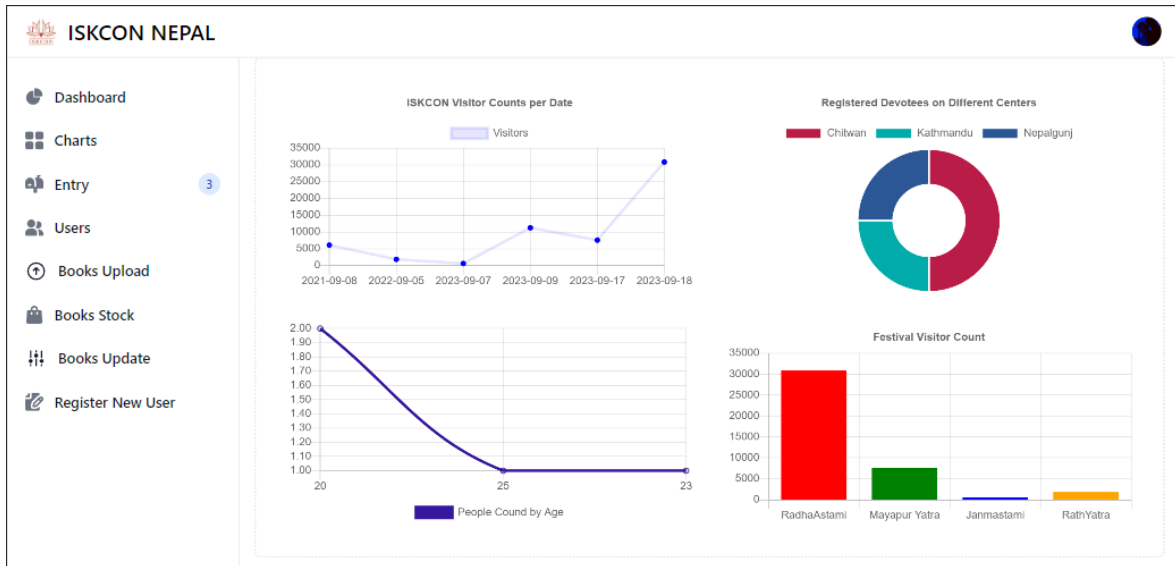 ISKCON
ISKCON NEPAL
Dashboard
Charts
Entry
3
Users
Books Upload
Books Stock
Books Update
Register New User
ISKCON Visitor Counts per Date
Visitors
35000
30000
25000
20000
15000
10000
5000
0
2021-09-08 2022-09-05 2023-09-07 2023-09-09 2023-09-17 2023-09-18
Registered Devotees on Different Centers
Chitwan Kathmandu Nepalgunj
2.00
1.90
1.80
1.70
1.60
1.50
1.40
1.30
1.20
1.10
1.00
20 25 23
People Cound by Age
Festival Visitor Count
35000
30000
25000
20000
15000
10000
5000
0
RadhaAstami Mayapur Yatra Janmastami RathYatra